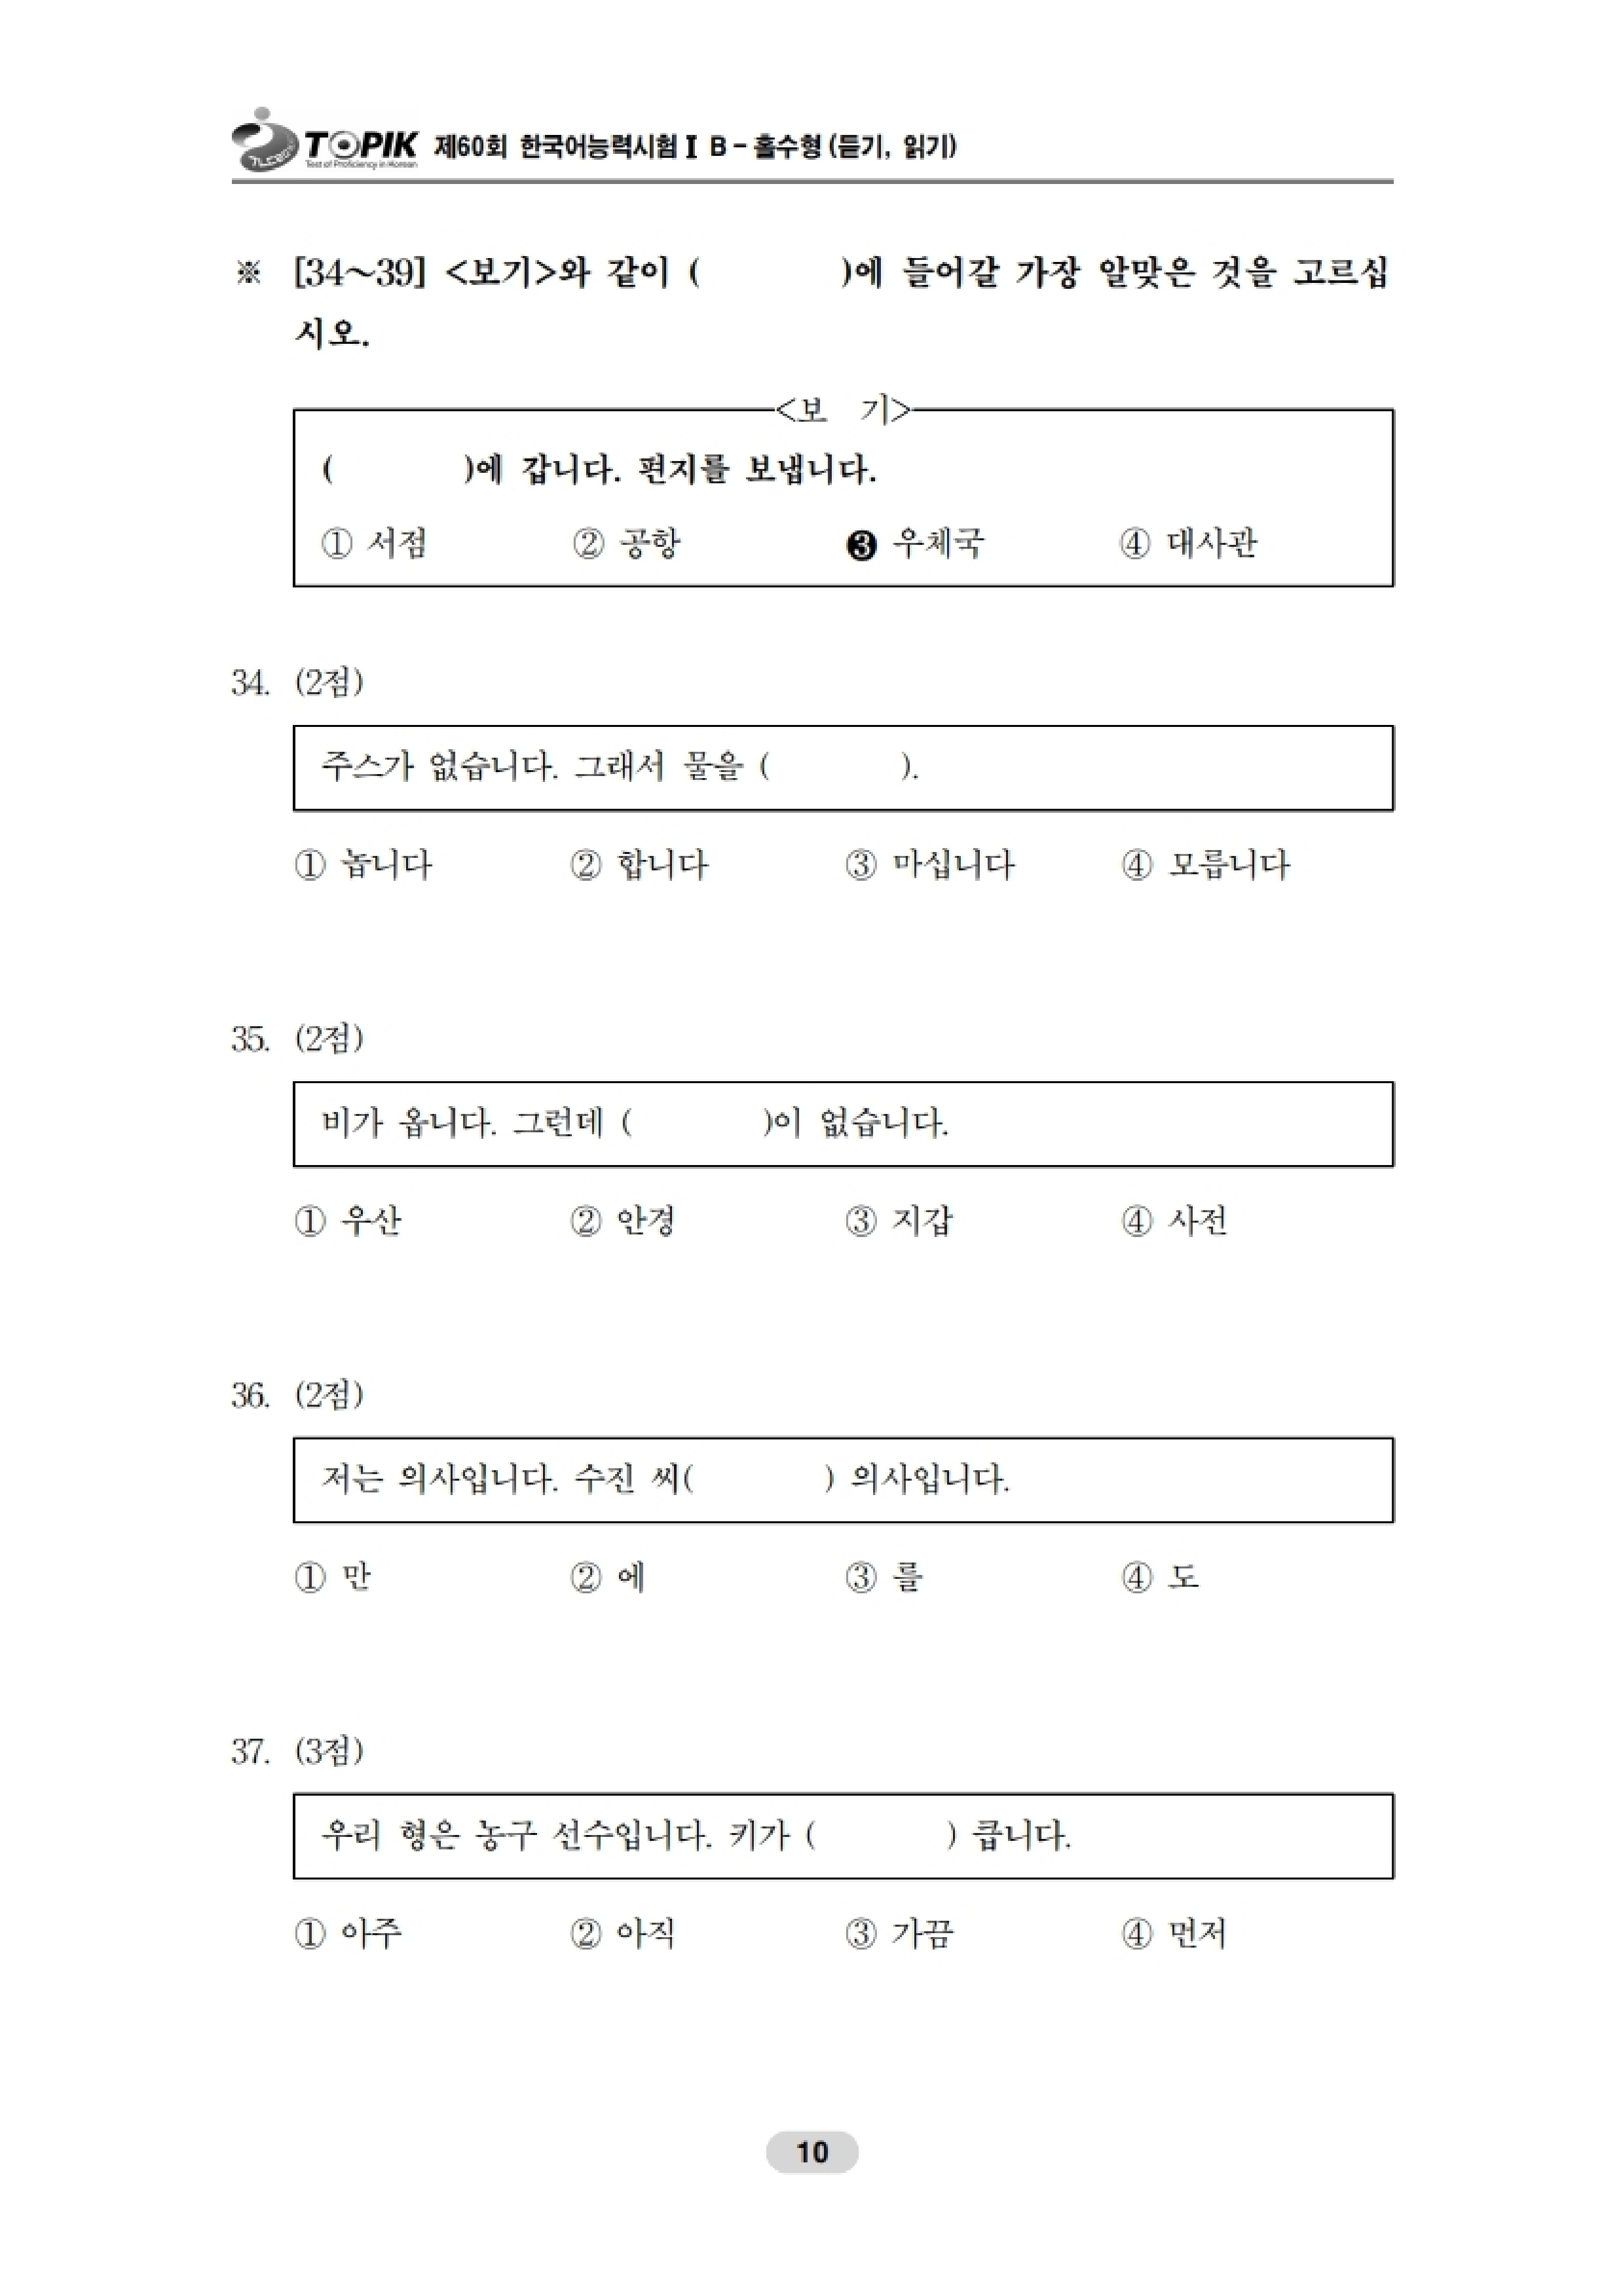 TOPIK 제60회 한국어능력시험Ⅰ B - 홀수형 (듣기, 읽기)
Test of Proficiency in Korean
※ [34~39] <보기>와 같이 (          )에 들어갈 가장 알맞은 것을 고르십
시오.
<보 기>
(          )에 갑니다. 편지를 보냅니다.
① 서점 ② 공항 ❸ 우체국 ④ 대사관
34. (2점)
주스가 없습니다. 그래서 물을 (          ).
① 놉니다 ② 합니다 ③ 마십니다 ④ 모릅니다
35. (2점)
비가 옵니다. 그런데 (          )이 없습니다.
① 우산 ② 안경 ③ 지갑 ④ 사전
36. (2점)
저는 의사입니다. 수진 씨(          ) 의사입니다.
① 만 ② 에 ③ 를 ④ 도
37. (3점)
우리 형은 농구 선수입니다. 키가 (          ) 큽니다.
① 아주 ② 아직 ③ 가끔 ④ 먼저
10